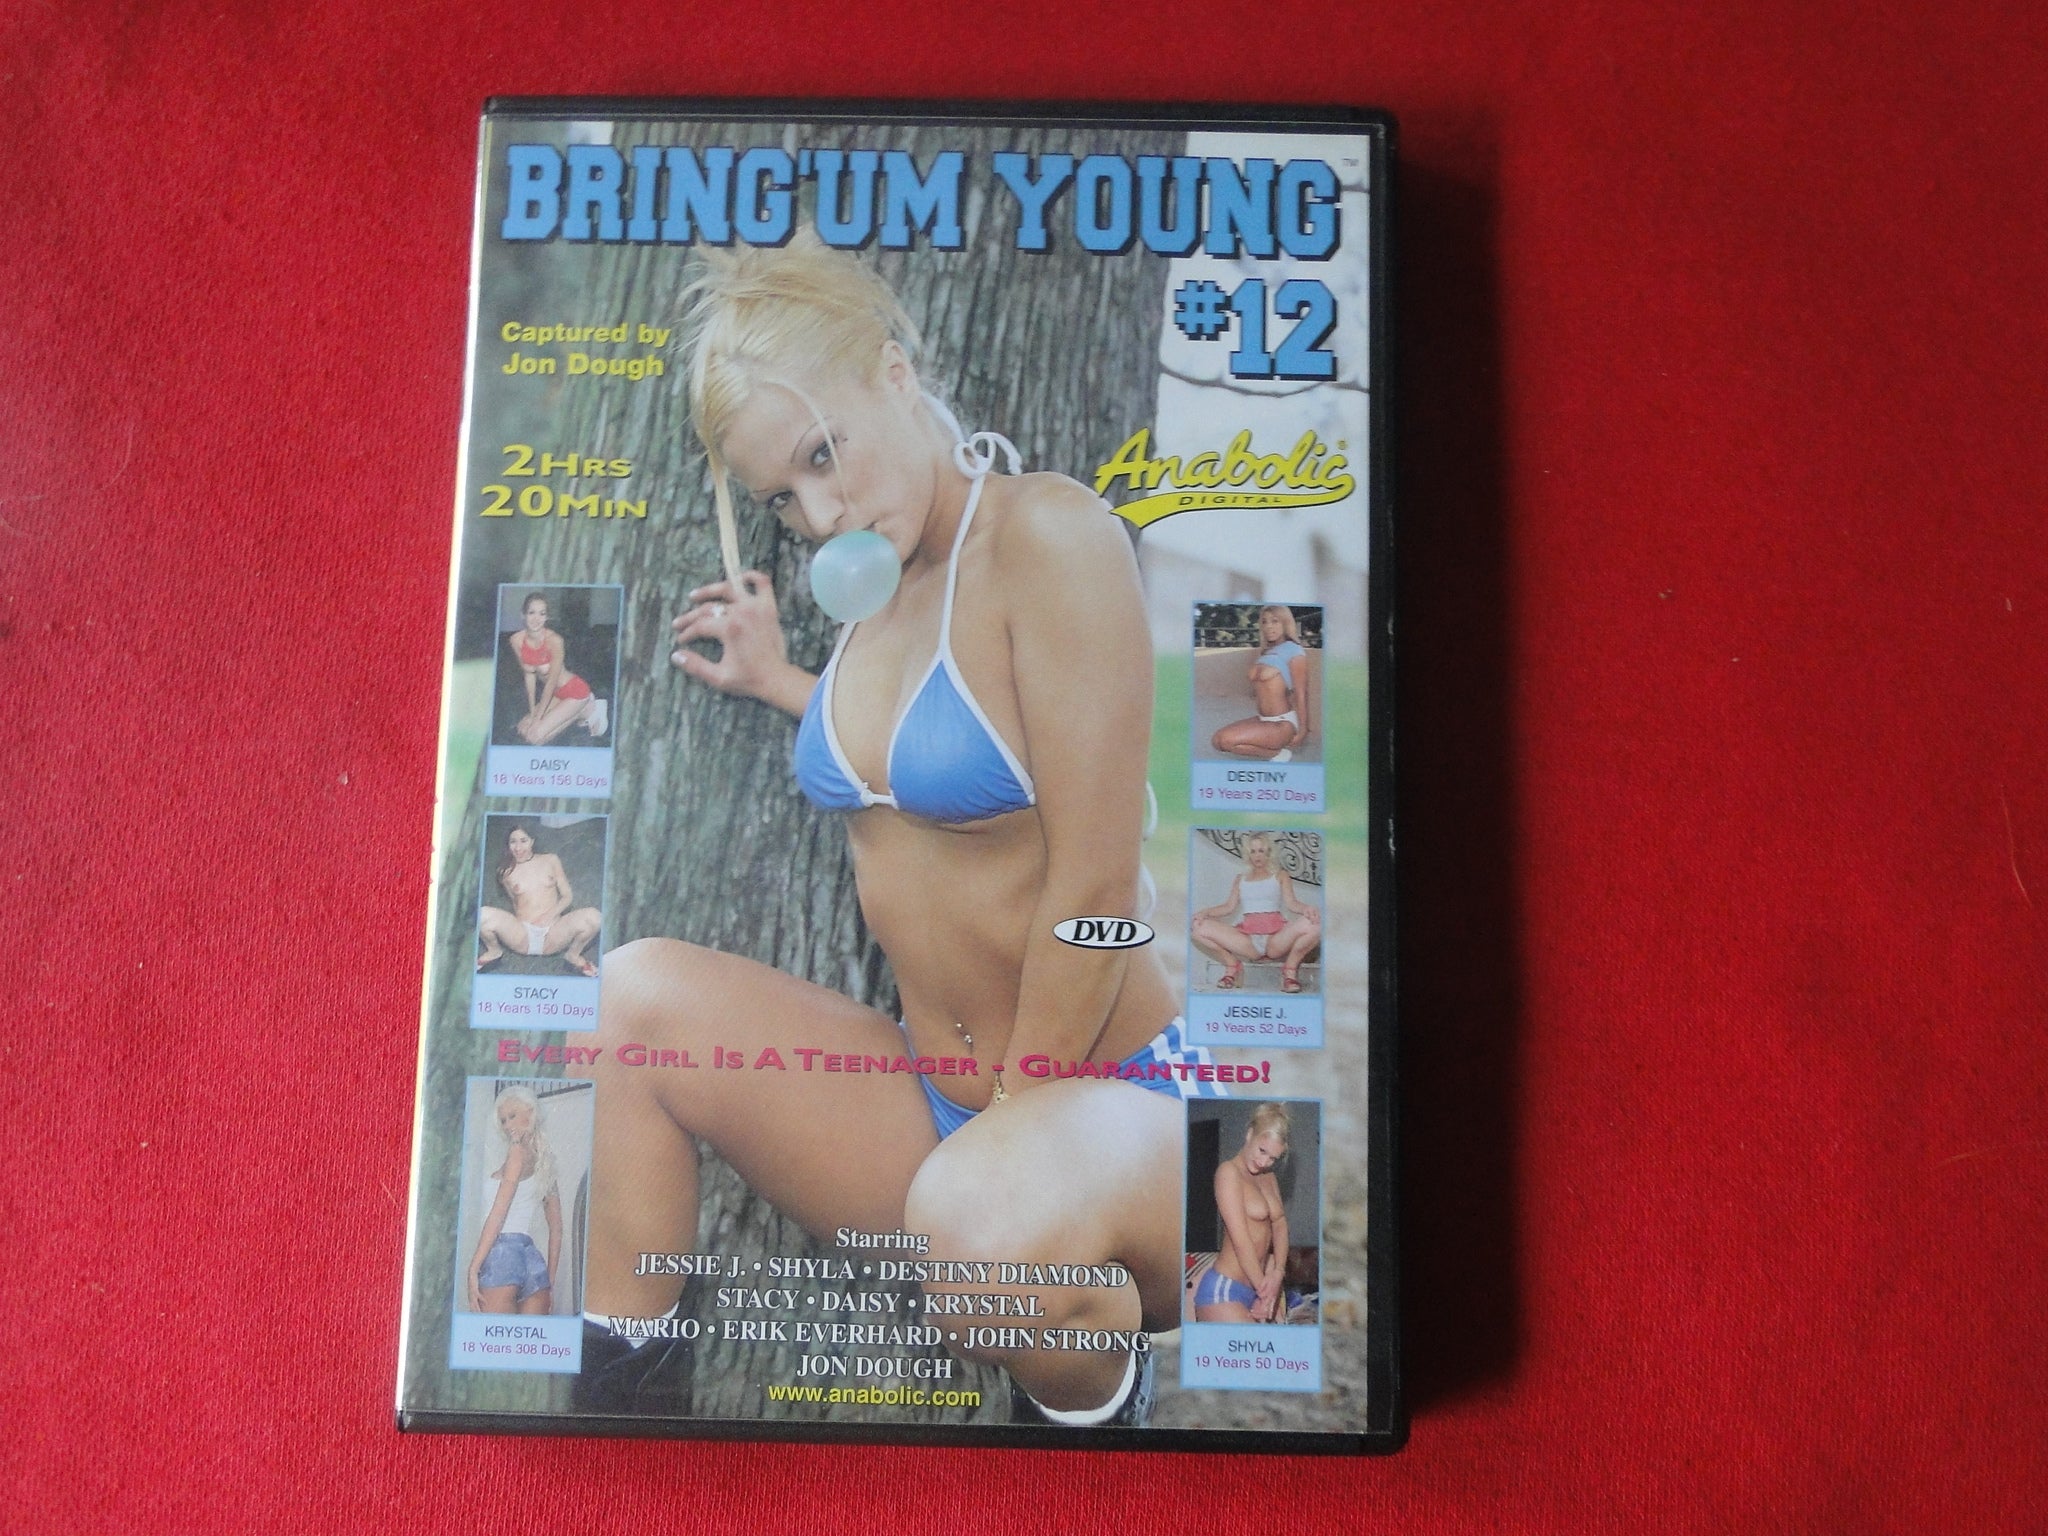 BRING'UM YOUNG™
#12
Captured by
Jon Dough
2HRS
20MIN
Anabolic®
DIGITAL
DAISY
18 Years 156 Days
DESTINY
19 Years 250 Days
STACY
18 Years 150 Days
DVD
JESSIE J.
19 Years 52 Days
EVERY GIRL IS A TEENAGER - GUARANTEED!
KRYSTAL
18 Years 308 Days
SHYLA
19 Years 50 Days
Starring
JESSIE J. • SHYLA • DESTINY DIAMOND
STACY • DAISY • KRYSTAL
MARIO • ERIK EVERHARD • JOHN STRONG
JON DOUGH
www.anabolic.com